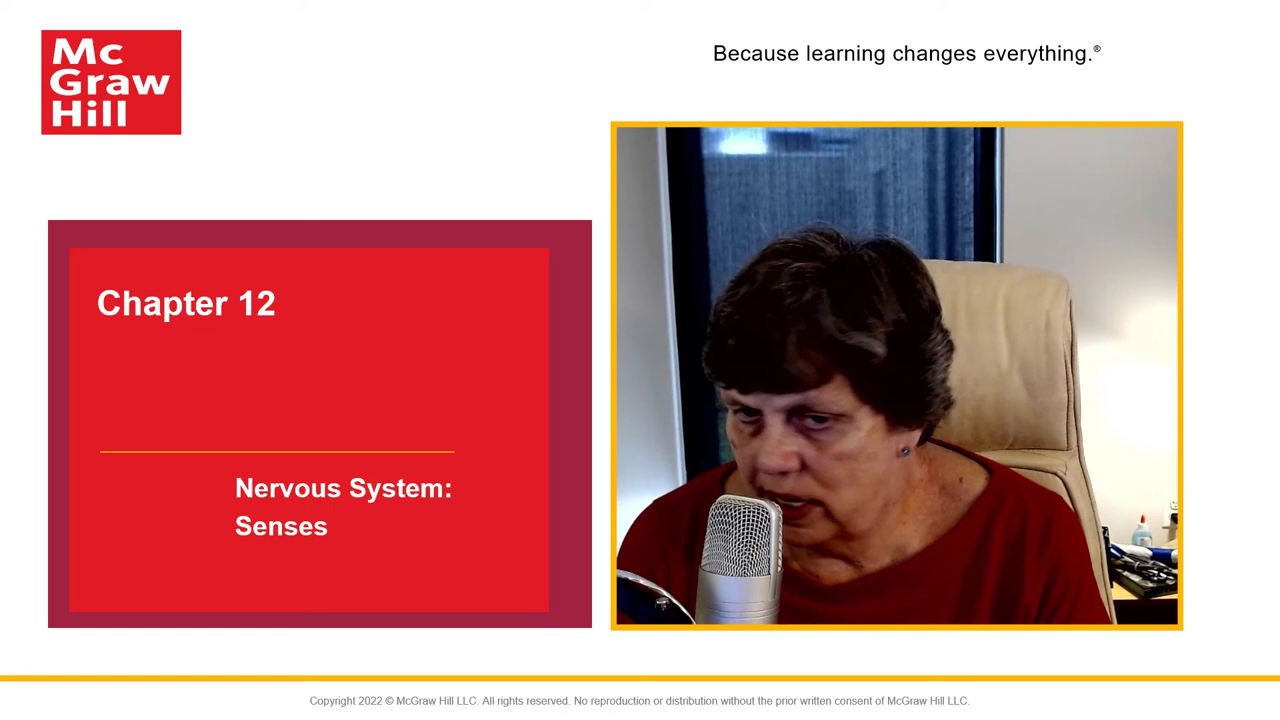 Mc
Graw
Hill
Because learning changes everything.®
Chapter 12
Nervous System:
Senses
Copyright 2022 © McGraw Hill LLC. All rights reserved. No reproduction or distribution without the prior written consent of McGraw Hill LLC.